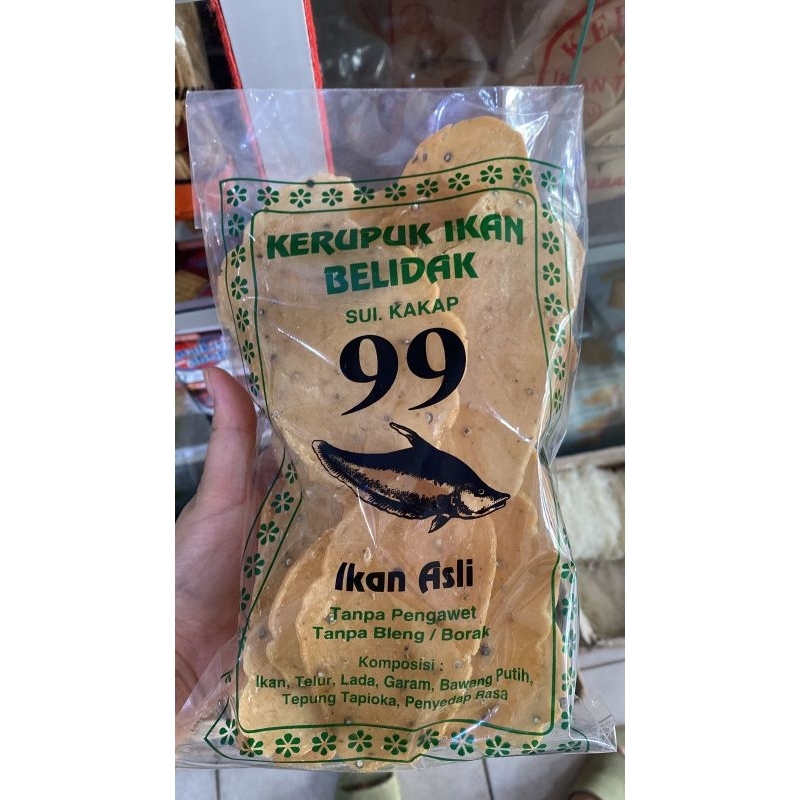 KERUPUK IKAN
BELIDAK
SUI. KAKAP
99
Ikan Asli
Tanpa Pengawet
Tanpa Bleng / Borak
Komposisi :
Ikan, Telur, Lada, Garam, Bawang Putih,
Tepung Tapioka, Penyedap Rasa